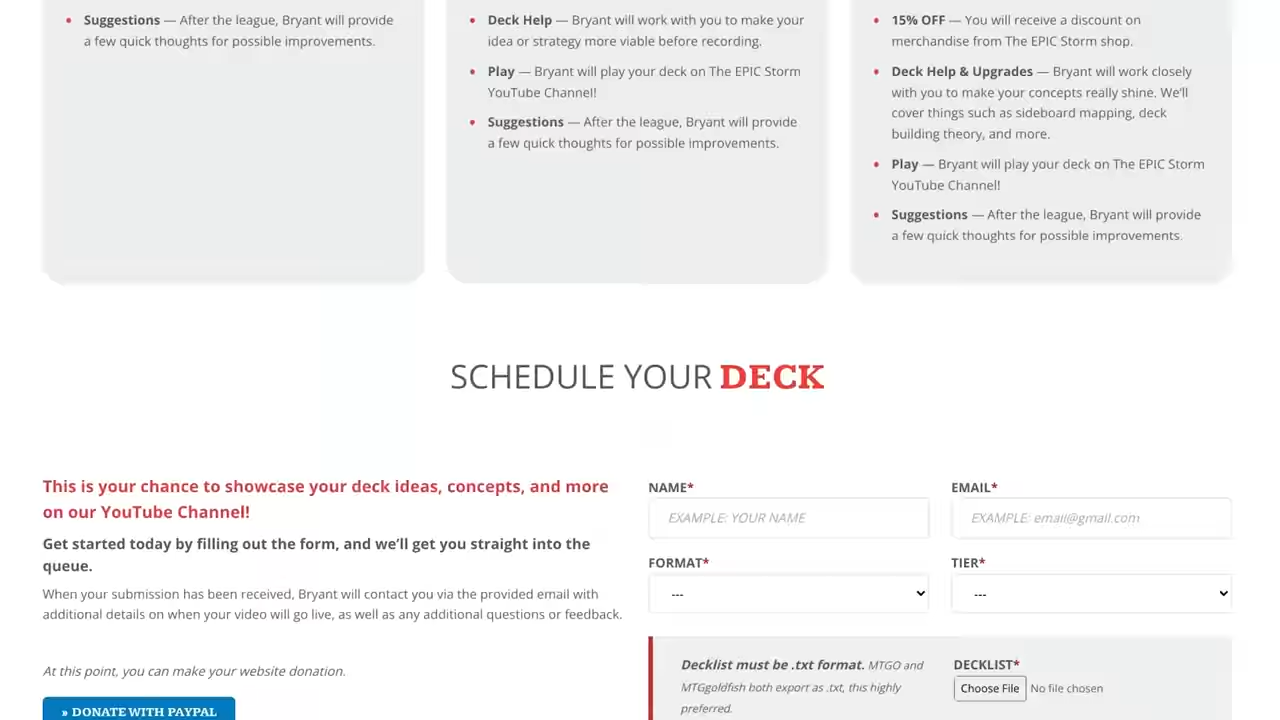 • Suggestions — After the league, Bryant will provide
a few quick thoughts for possible improvements.
• Deck Help — Bryant will work with you to make your
idea or strategy more viable before recording.
• Play — Bryant will play your deck on The EPIC Storm
YouTube Channel!
• Suggestions — After the league, Bryant will provide
a few quick thoughts for possible improvements.
• 15% OFF — You will receive a discount on
merchandise from The EPIC Storm shop.
• Deck Help & Upgrades — Bryant will work closely
with you to make your concepts really shine. We'll
cover things such as sideboard mapping, deck
building theory, and more.
• Play — Bryant will play your deck on The EPIC Storm
YouTube Channel!
• Suggestions — After the league, Bryant will provide
a few quick thoughts for possible improvements.
SCHEDULE YOUR DECK
This is your chance to showcase your deck ideas, concepts, and more
on our YouTube Channel!
Get started today by filling out the form, and we'll get you straight into the
queue.
When your submission has been received, Bryant will contact you via the provided email with
additional details on when your video will go live, as well as any additional questions or feedback.
At this point, you can make your website donation.
» DONATE WITH PAYPAL
NAME*
EXAMPLE: YOUR NAME
EMAIL*
EXAMPLE: email@gmail.com
FORMAT*
---
TIER*
---
Decklist must be .txt format. MTGO and
MTGgoldfish both export as .txt, this highly
preferred.
DECKLIST*
Choose File No file chosen